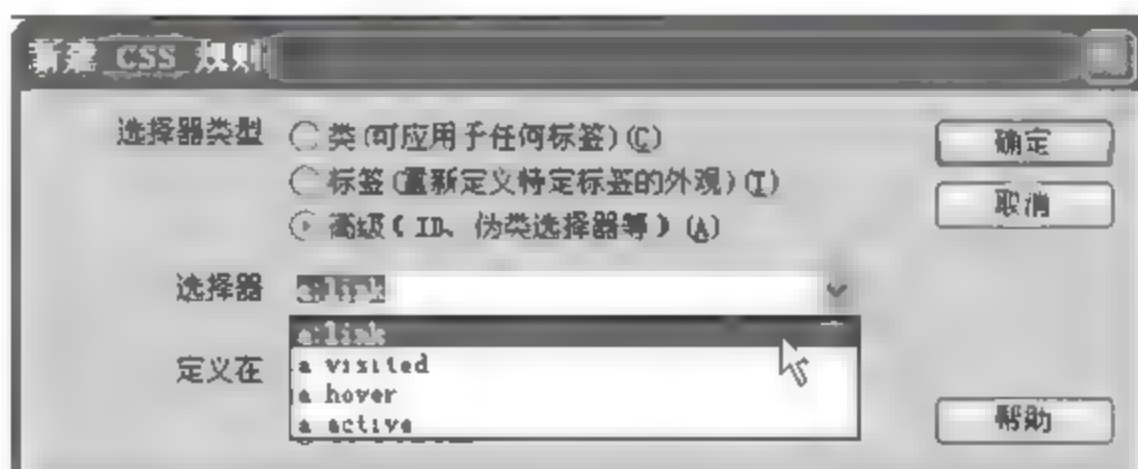 新建 CSS 规则
选择器类型
类(可应用于任何标签)(C)
标签(重新定义特定标签的外观)(T)
高级(ID、伪类选择器等)(A)
确定
取消
选择器
a:link
a:link
a visited
a hover
a active
定义在
帮助